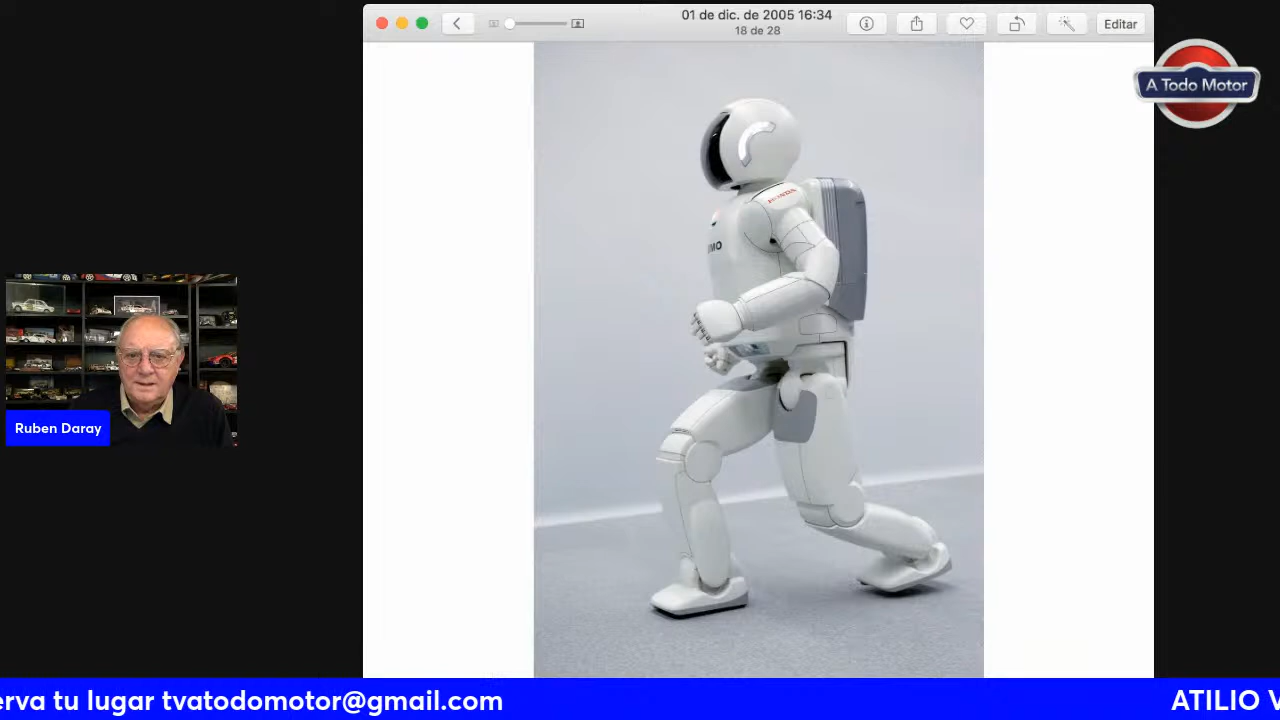 01 de dic. de 2005 16:34
18 de 28
Editar
A Todo Motor
HONDA
Ruben Daray
erva tu lugar tvatodomotor@gmail.com
ATILIO V